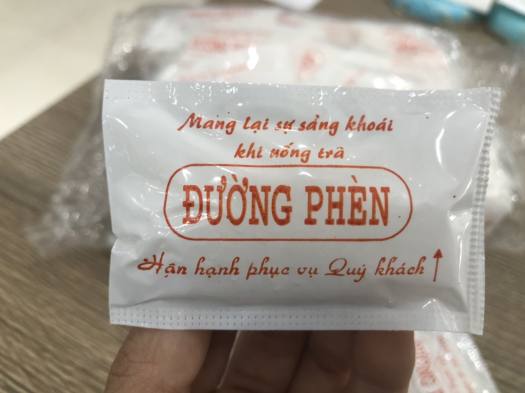 Mang lại sự sảng khoái
khi uống trà
ĐƯỜNG PHÈN
Hận hạnh phục vụ Quý khách